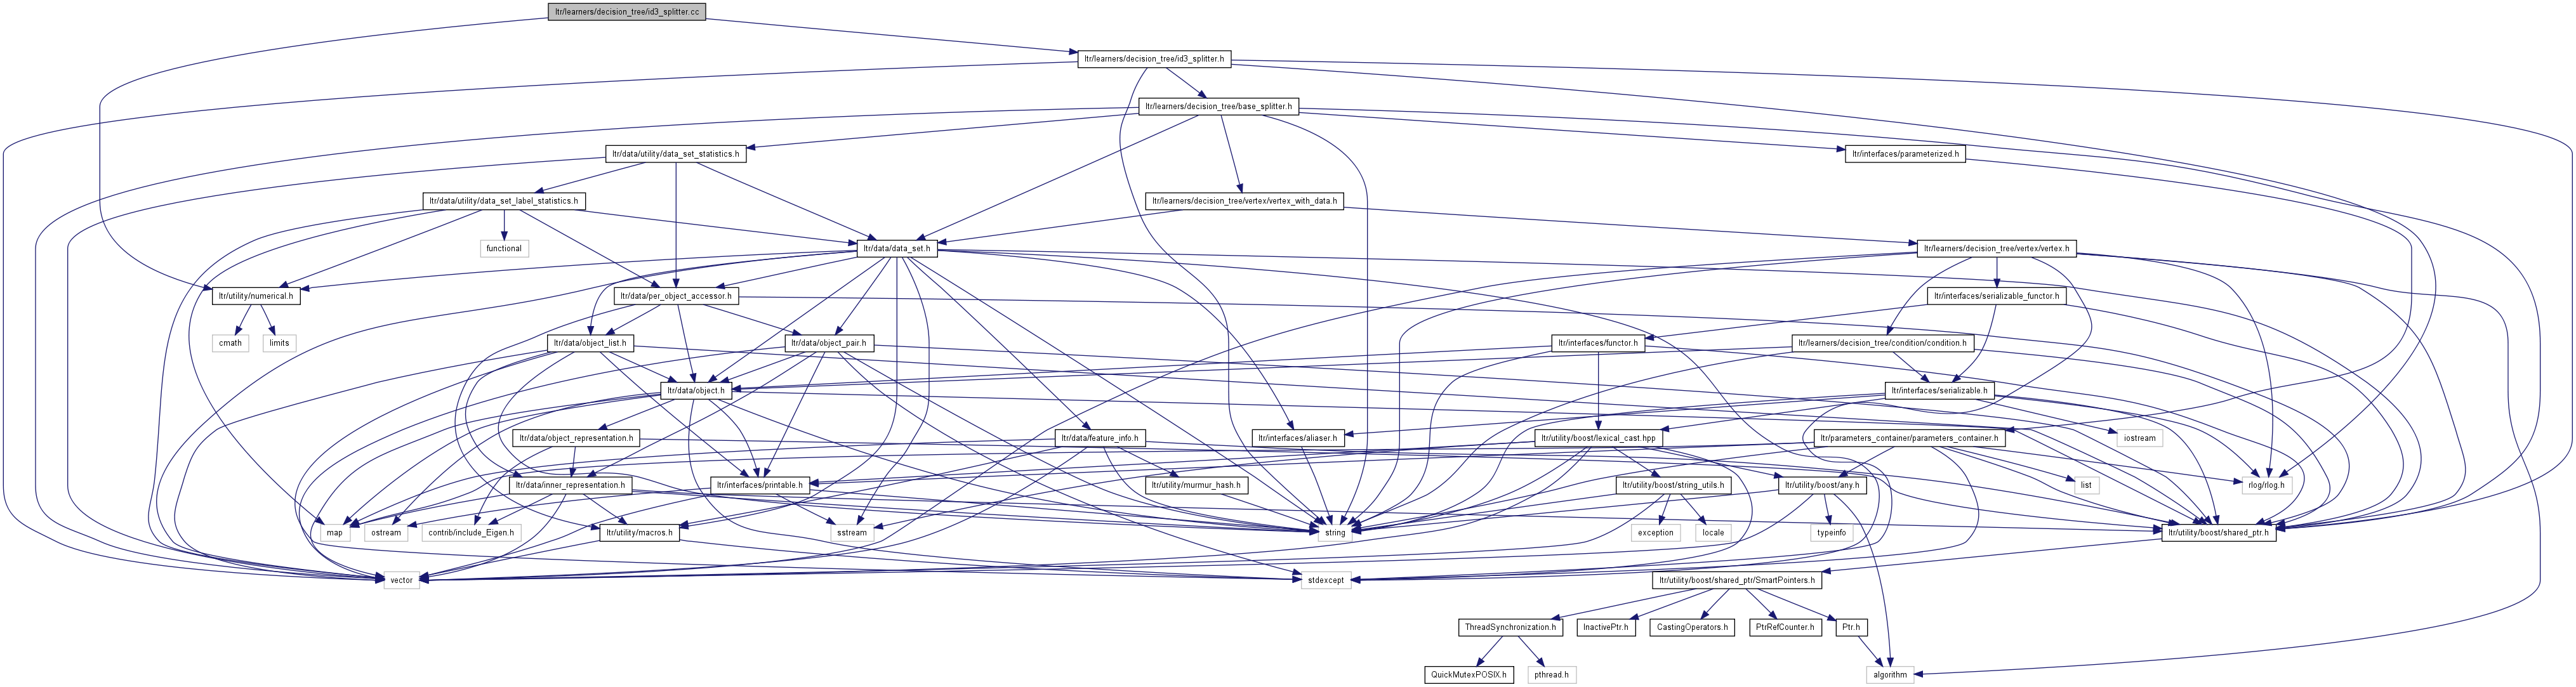 ltr/learners/decision_tree/id3_splitter.cc
ltr/learners/decision_tree/id3_splitter.h
ltr/learners/decision_tree/base_splitter.h
ltr/data/utility/data_set_statistics.h
ltr/interfaces/parameterized.h
ltr/data/utility/data_set_label_statistics.h
ltr/learners/decision_tree/vertex/vertex_with_data.h
functional
ltr/data/data_set.h
ltr/learners/decision_tree/vertex/vertex.h
ltr/utility/numerical.h
ltr/data/per_object_accessor.h
ltr/interfaces/serializable_functor.h
cmath
limits
ltr/data/object_list.h
ltr/data/object_pair.h
ltr/interfaces/functor.h
ltr/learners/decision_tree/condition/condition.h
ltr/data/object.h
ltr/interfaces/serializable.h
ltr/data/object_representation.h
ltr/data/feature_info.h
ltr/interfaces/aliaser.h
ltr/utility/boost/lexical_cast.hpp
ltr/parameters_container/parameters_container.h
iostream
ltr/data/inner_representation.h
ltr/interfaces/printable.h
ltr/utility/murmur_hash.h
ltr/utility/boost/string_utils.h
ltr/utility/boost/any.h
list
rlog/rlog.h
map
ostream
contrib/include_Eigen.h
ltr/utility/macros.h
sstream
string
exception
locale
typeinfo
ltr/utility/boost/shared_ptr.h
vector
stdexcept
ltr/utility/boost/shared_ptr/SmartPointers.h
ThreadSynchronization.h
InactivePtr.h
CastingOperators.h
PtrRefCounter.h
Ptr.h
QuickMutexPOSIX.h
pthread.h
algorithm